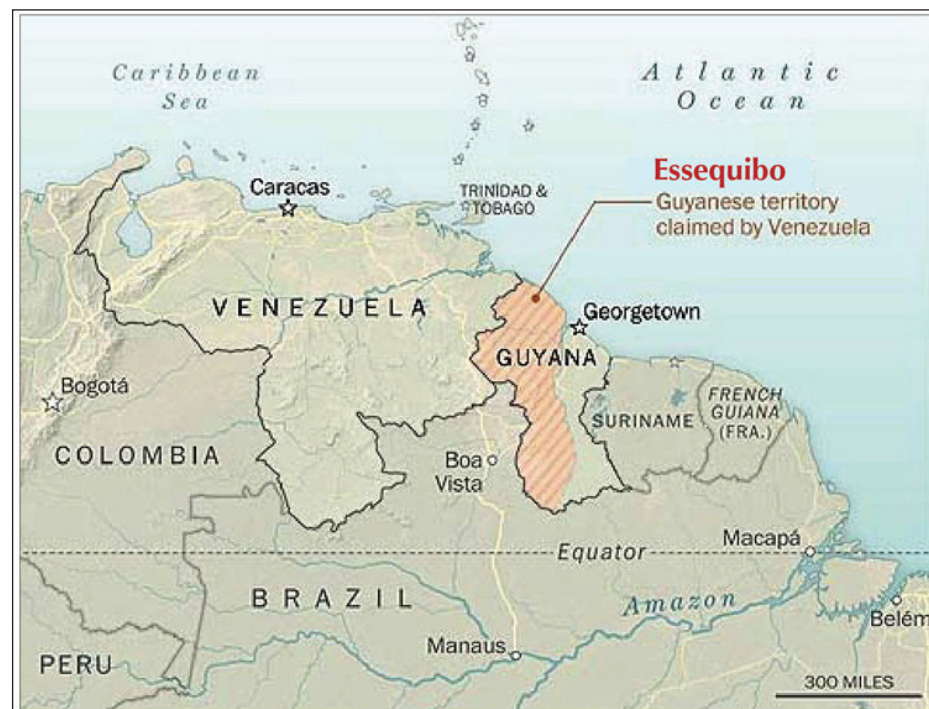 Caribbean
Sea
Atlantic
Ocean
Essequibo
Guyanese territory
claimed by Venezuela
Caracas
TRINIDAD &
TOBAGO
VENEZUELA
Georgetown
GUYANA
Bogotá
SURINAME
FRENCH
GUIANA
(FRA.)
COLOMBIA
Boa
Vista
Equator
Macapá
BRAZIL
Amazon
Belém
Manaus
PERU
300 MILES